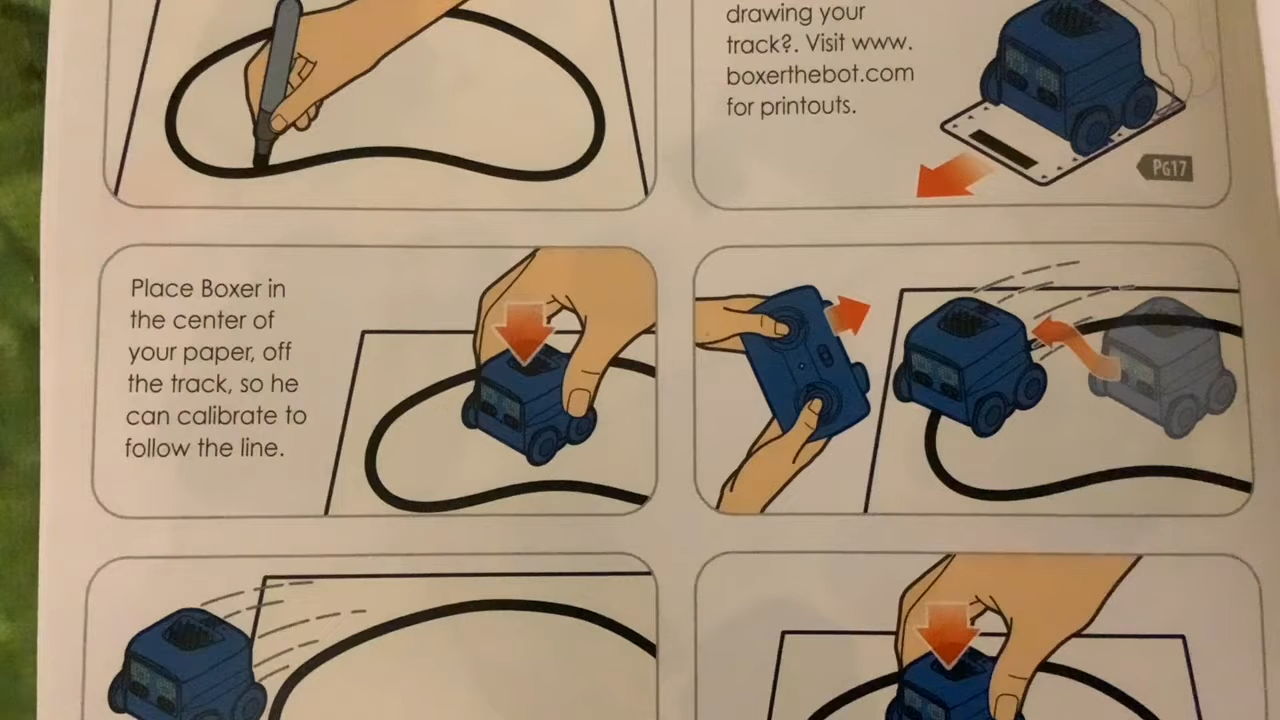 drawing your
track?. Visit www.
boxerthebot.com
for printouts.
PG17
Place Boxer in
the center of
your paper, off
the track, so he
can calibrate to
follow the line.